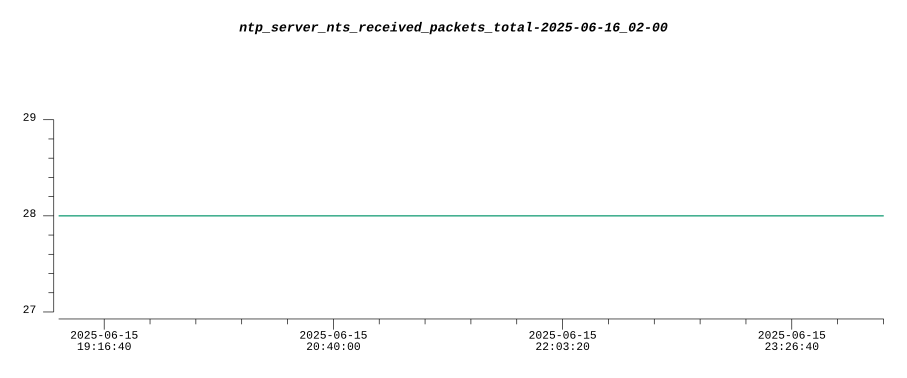 ntp_server_nts_received_packets_total-2025-06-16_02-00
29
28
27
2025-06-15 2025-06-15 2025-06-15 2025-06-15
19:16:40 20:40:00 22:03:20 23:26:40